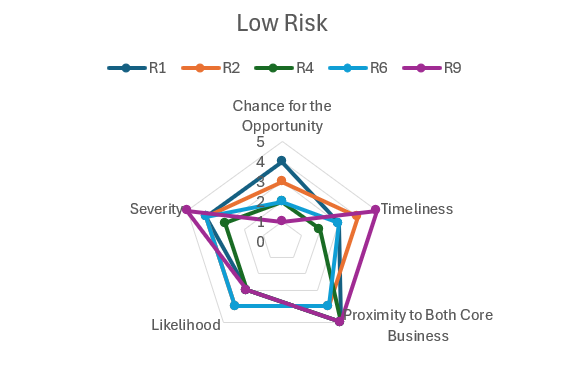 Low Risk
R1 R2 R4 R6 R9
Chance for the
Opportunity
5
4
3
2
1
0
Severity
Timeliness
Likelihood
Proximity to Both Core
Business